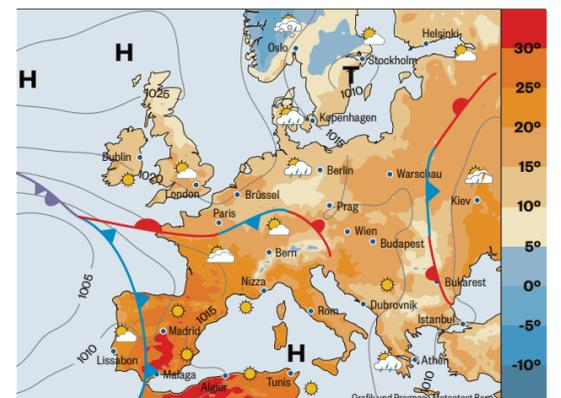 Helsinki
Oslo
H
Stockholm
H
T
1010
1025
Kopenhagen
1015
Dublin
Berlin
Warschau
1020
London
Brüssel
Kiev
Paris
Prag
Wien
Budapest
Bern
Nizza
Bukarest
1005
Dubrovnik
1015
Rom
Istanbul
Madrid
1010
H
Lissabon
Athen
Malaga
Tunis
Algier
1010
30°
25°
20°
15°
10°
5°
0°
-5°
-10°